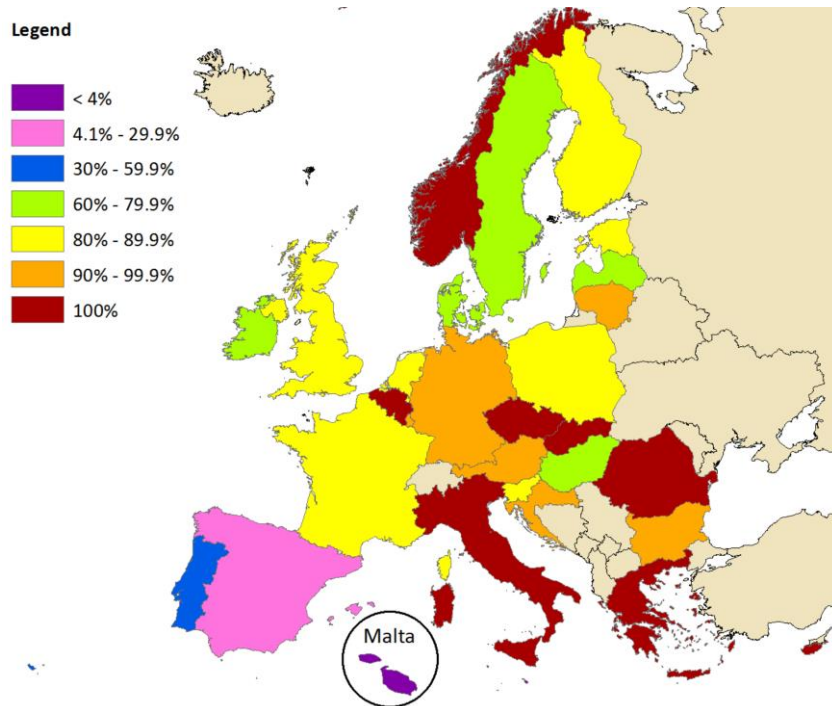 Legend
< 4%
4.1% - 29.9%
30% - 59.9%
60% - 79.9%
80% - 89.9%
90% - 99.9%
100%
Malta